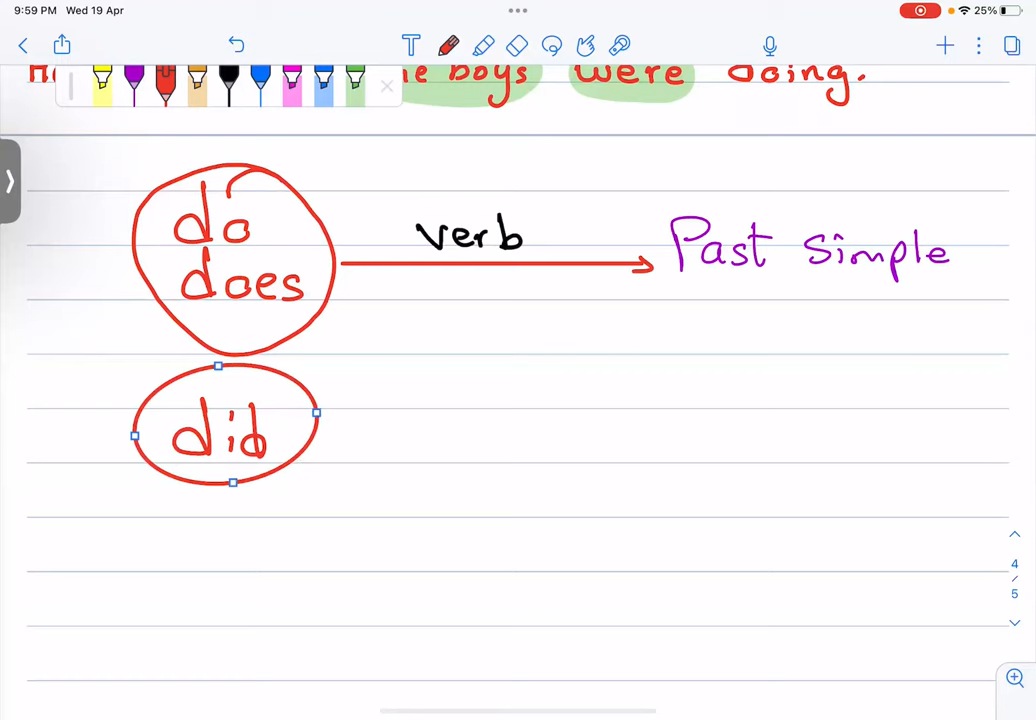 9:59 PM Wed 19 Apr
25%
T
boys were doing.
do
does
verb
Past simple
did
4
5